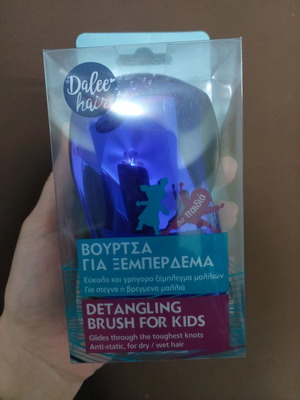 Dalee
hair
για παιδιά
ΒΟΥΡΤΣΑ
ΓΙΑ ΞΕΜΠΕΡΔΕΜΑ
Εύκολο και γρήγορο ξέμπλεγμα μαλλιών
Για στεγνά ή βρεγμένα μαλλιά
DETANGLING
BRUSH FOR KIDS
Glides through the toughest knots
Anti-static, for dry / wet hair